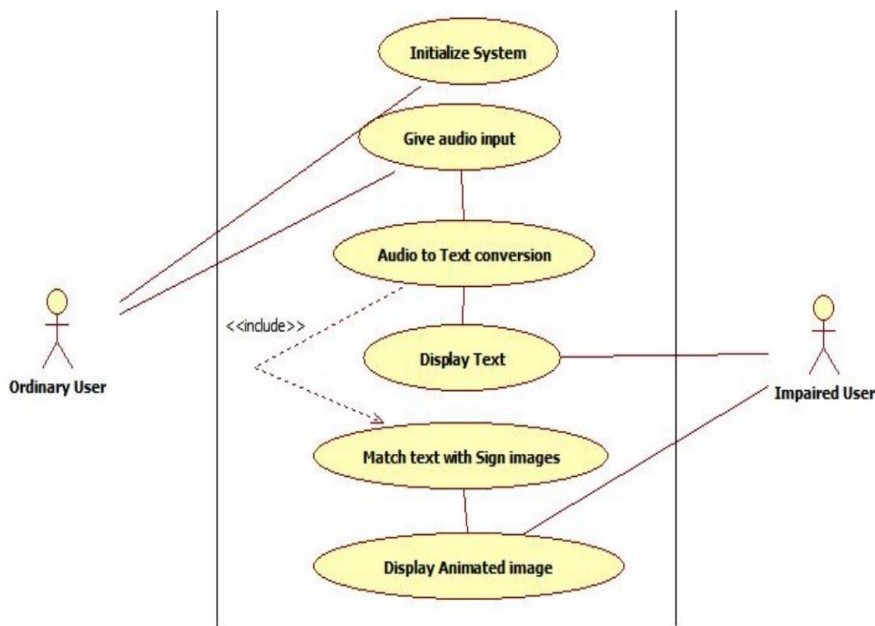 Initialize System
Give audio input
Audio to Text conversion
<<include>>
Display Text
Ordinary User
Impaired User
Match text with Sign images
Display Animated image